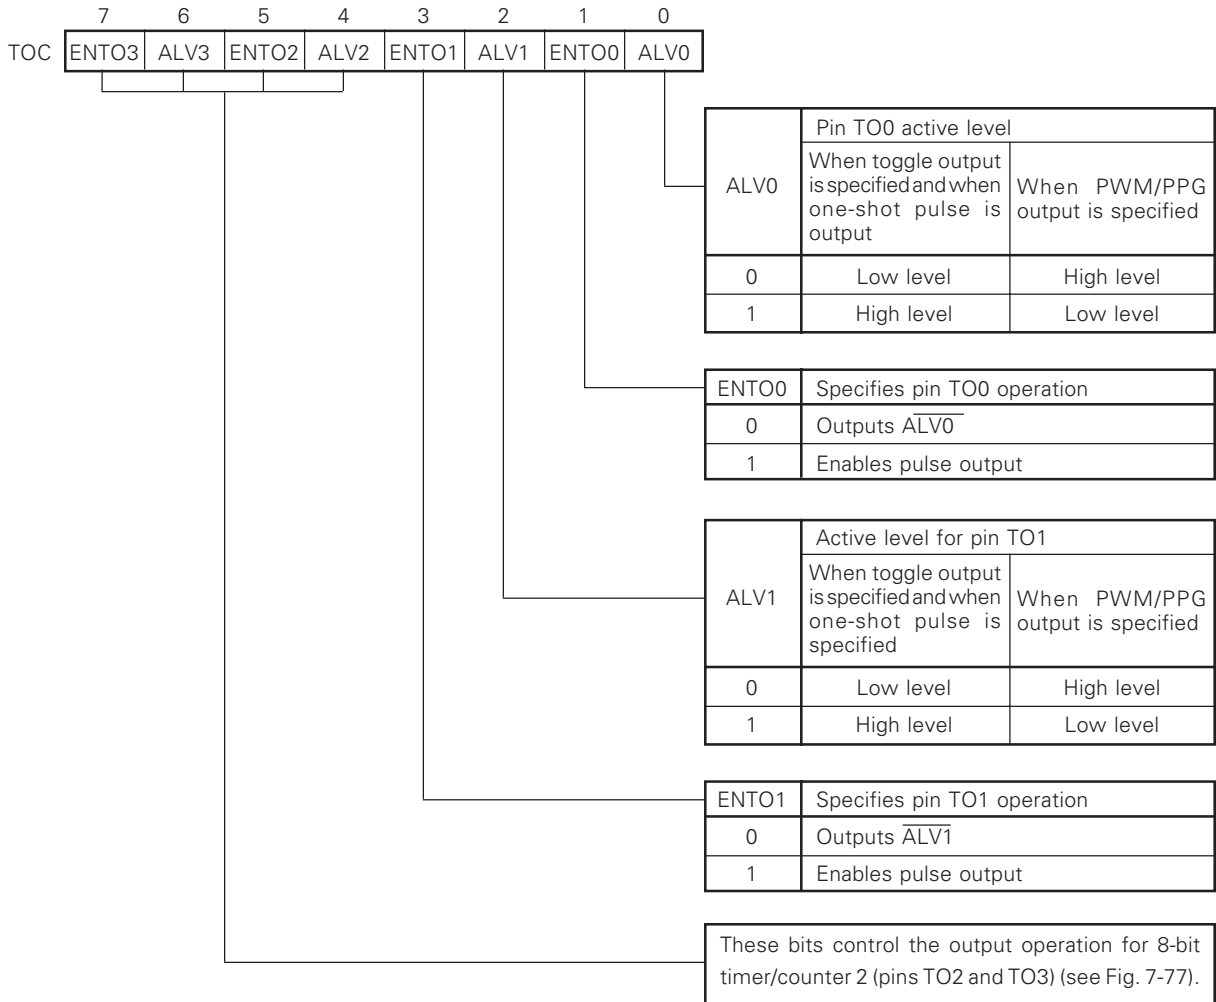 7 6 5 4 3 2 1 0
TOC ENTO3 ALV3 ENTO2 ALV2 ENTO1 ALV1 ENTO0 ALV0
Pin TO0 active level
ALV0
When toggle output
is specified and when
one-shot pulse is
output
When PWM/PPG
output is specified
0 Low level High level
1 High level Low level
ENTO0 Specifies pin TO0 operation
0 Outputs A̅L̅V̅0̅
1 Enables pulse output
Active level for pin TO1
ALV1
When toggle output
is specified and when
one-shot pulse is
specified
When PWM/PPG
output is specified
0 Low level High level
1 High level Low level
ENTO1 Specifies pin TO1 operation
0 Outputs A̅L̅V̅1̅
1 Enables pulse output
These bits control the output operation for 8-bit
timer/counter 2 (pins TO2 and TO3) (see Fig. 7-77).